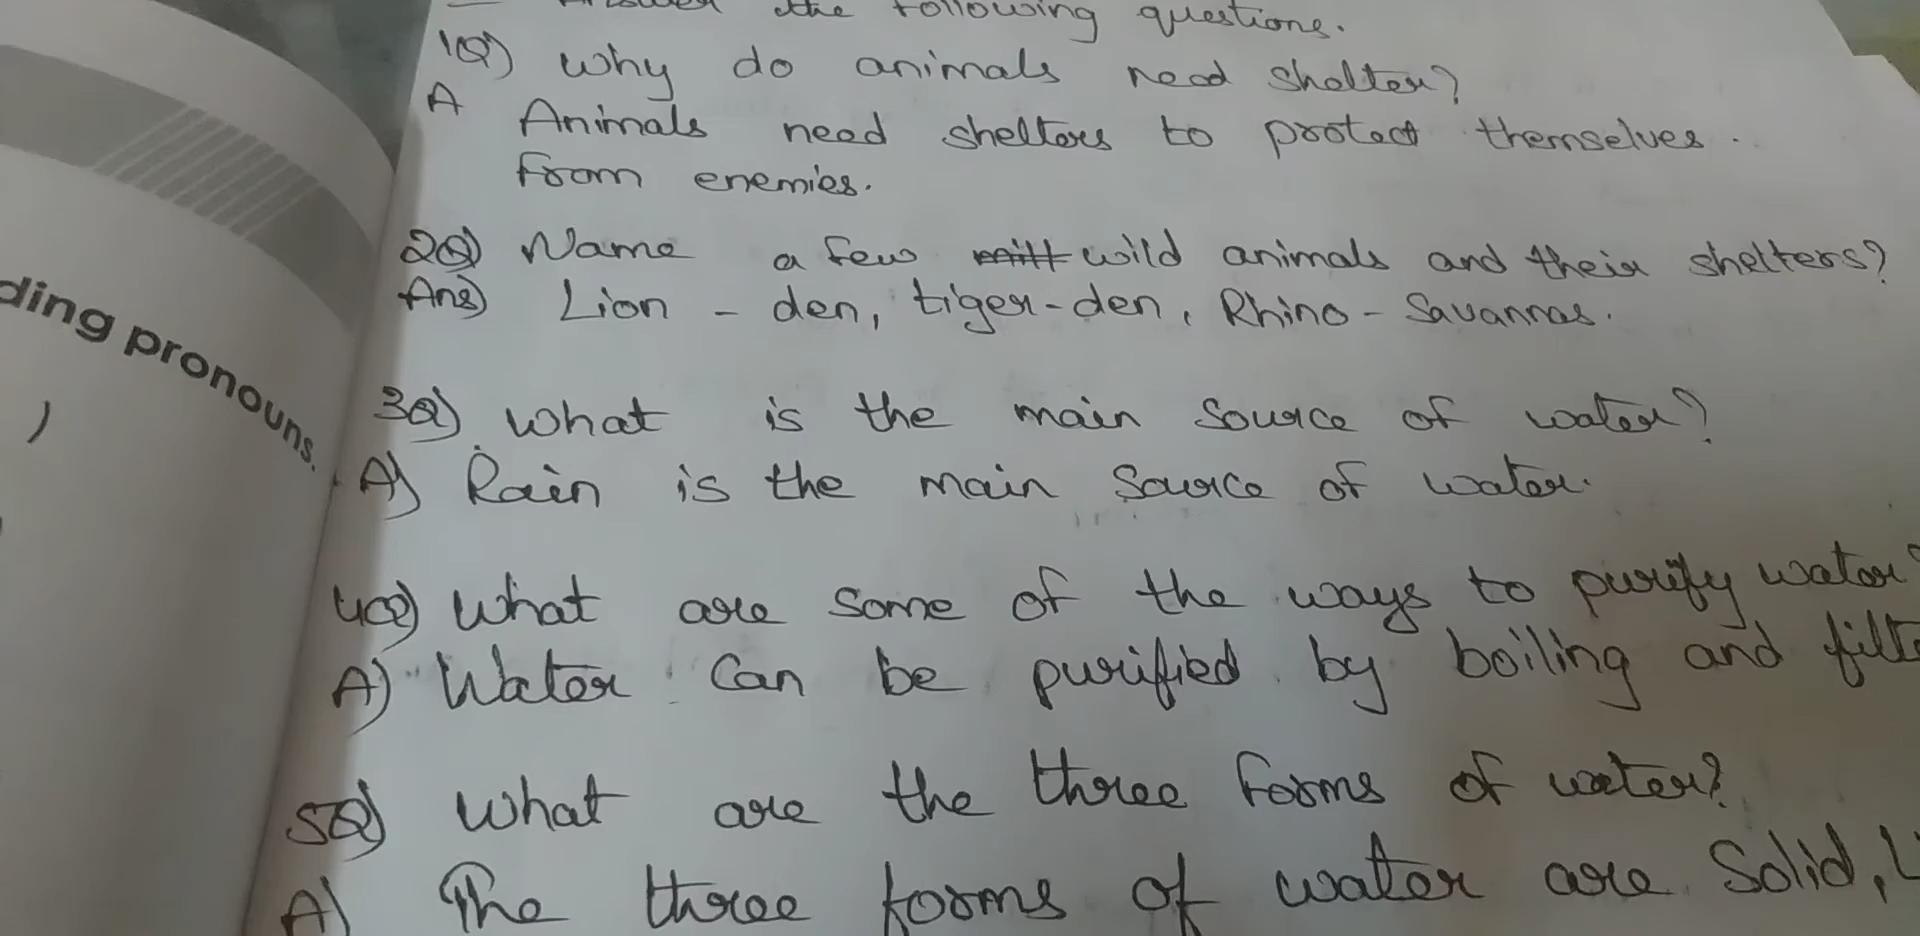 Answer the following questions.
1Q) Why do animals need shelter?
A Animals need shelters to protect themselves.
from enemies.
2Q) Name a few wild animals and their shelters?
Ans) Lion - den, tiger-den, Rhino - Savannas.
3Q) What is the main source of water?
A) Rain is the main source of water.
4Q) What are some of the ways to purify water?
A) Water can be purified by boiling and filte
5Q) What are the three forms of water?
A) The three forms of water are Solid, L
ding pronouns.
)